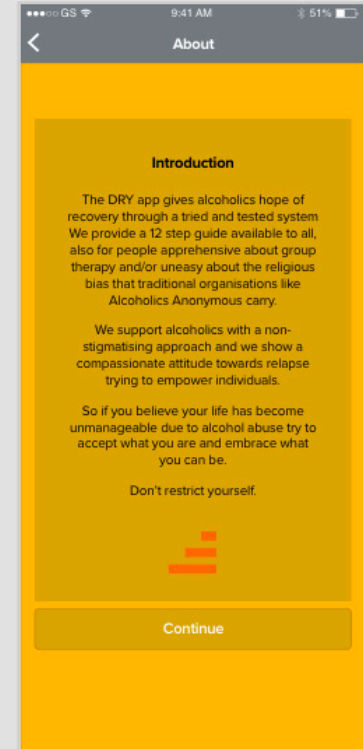 GS 9:41 AM 51%
About
Introduction
The DRY app gives alcoholics hope of
recovery through a tried and tested system
We provide a 12 step guide available to all,
also for people apprehensive about group
therapy and/or uneasy about the religious
bias that traditional organisations like
Alcoholics Anonymous carry.
We support alcoholics with a non-
stigmatising approach and we show a
compassionate attitude towards relapse
trying to empower individuals.
So if you believe your life has become
unmanageable due to alcohol abuse try to
accept what you are and embrace what
you can be.
Don't restrict yourself.
Continue